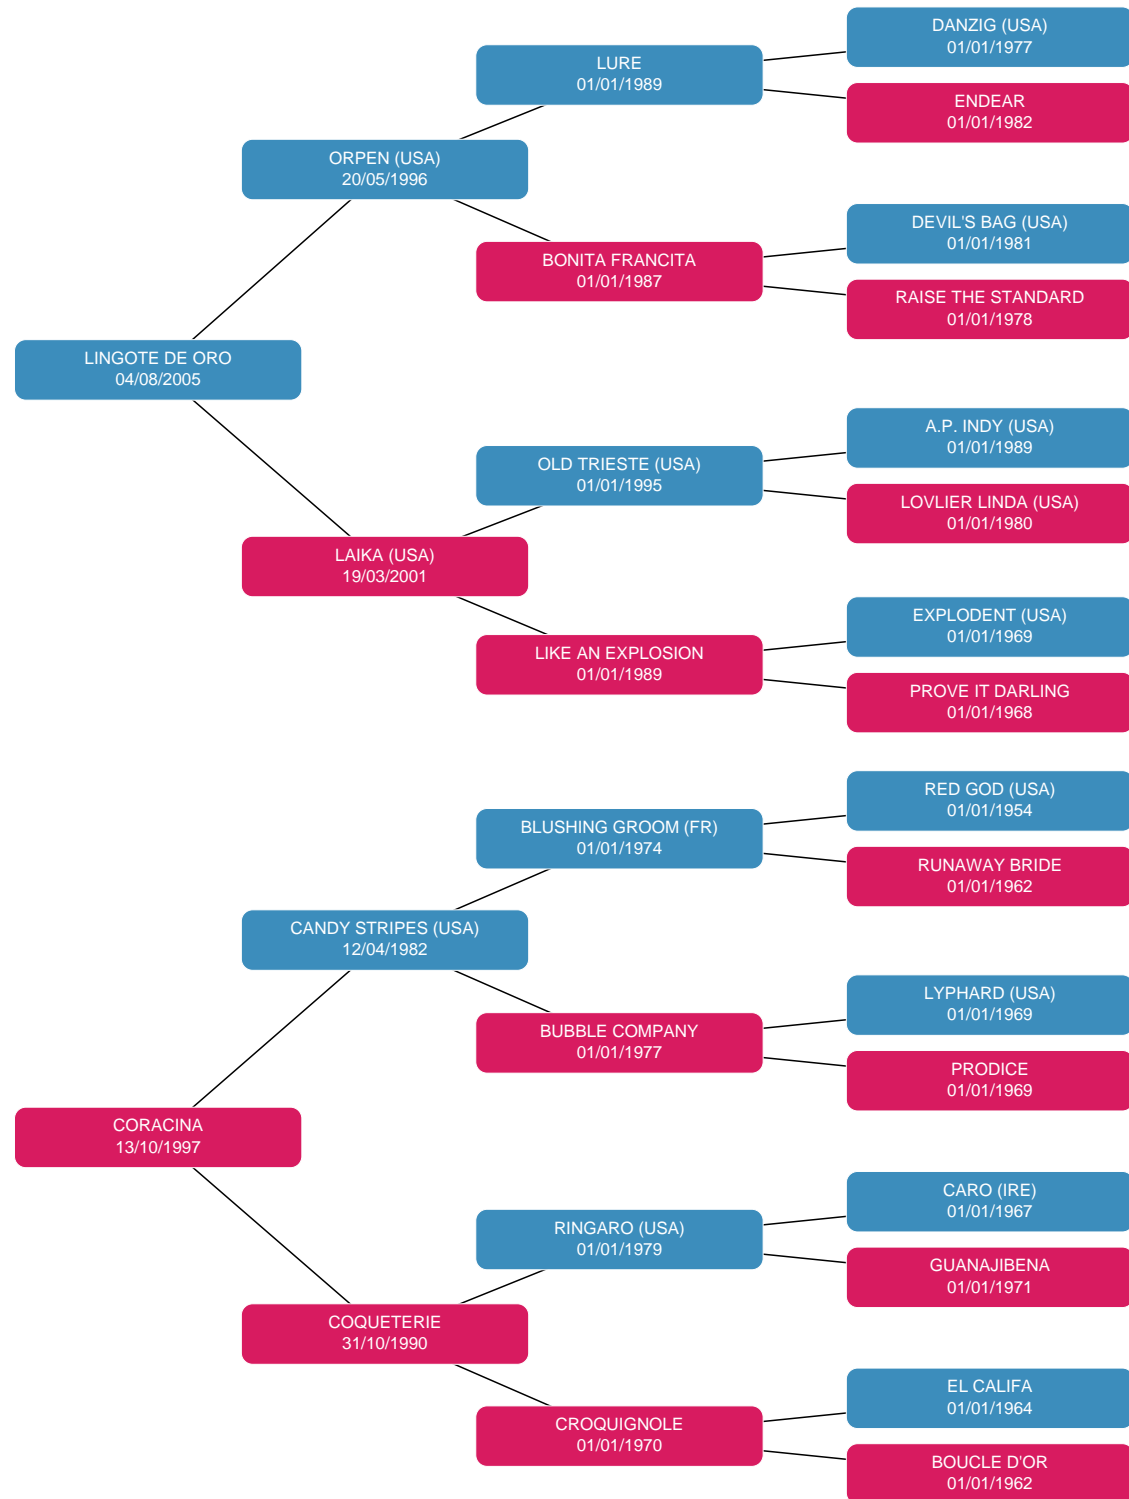 DANZIG (USA)
01/01/1977
LURE
01/01/1989
ENDEAR
01/01/1982
ORPEN (USA)
20/05/1996
DEVIL'S BAG (USA)
01/01/1981
BONITA FRANCITA
01/01/1987
RAISE THE STANDARD
01/01/1978
LINGOTE DE ORO
04/08/2005
A.P. INDY (USA)
01/01/1989
OLD TRIESTE (USA)
01/01/1995
LOVLIER LINDA (USA)
01/01/1980
LAIKA (USA)
19/03/2001
EXPLODENT (USA)
01/01/1969
LIKE AN EXPLOSION
01/01/1989
PROVE IT DARLING
01/01/1968
RED GOD (USA)
01/01/1954
BLUSHING GROOM (FR)
01/01/1974
RUNAWAY BRIDE
01/01/1962
CANDY STRIPES (USA)
12/04/1982
LYPHARD (USA)
01/01/1969
BUBBLE COMPANY
01/01/1977
PRODICE
01/01/1969
CORACINA
13/10/1997
CARO (IRE)
01/01/1967
RINGARO (USA)
01/01/1979
GUANAJIBENA
01/01/1971
COQUETERIE
31/10/1990
EL CALIFA
01/01/1964
CROQUIGNOLE
01/01/1970
BOUCLE D'OR
01/01/1962